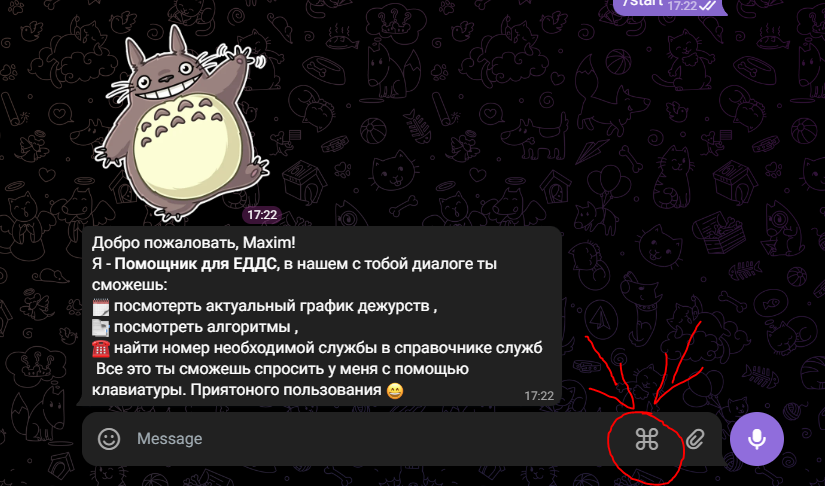 /start 17:22
17:22
Добро пожаловать, Maxim!
Я - Помощник для ЕДДС, в нашем с тобой диалоге ты
сможешь:
посмотерть актуальный график дежурств ,
посмотреть алгоритмы ,
найти номер необходимой службы в справочнике служб
Все это ты сможешь спросить у меня с помощью
клавиатуры. Приятоного пользования 😄
17:22
Message